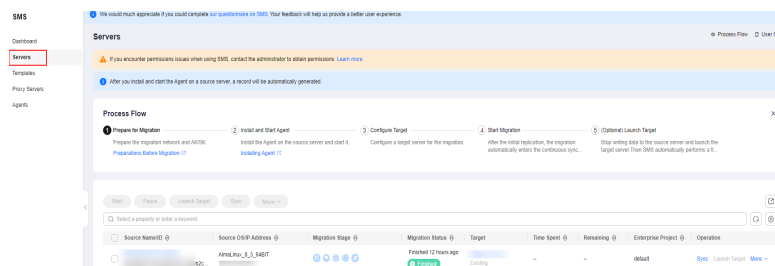 SMS
Dashboard
Servers
Templates
Proxy Servers
Agents
We would much appreciate if you could complete our questionnaire on SMS. Your feedback will help us provide a better user experience.
Servers
Process Flow
User G
If you encounter permissions issues when using SMS, contact the administrator to obtain permissions. Learn more
After you install and start the Agent on a source server, a record will be automatically generated.
Process Flow
1 Prepare for Migration
Prepare the migration network and AK/SK.
Preparations Before Migration
2 Install and Start Agent
Install the Agent on the source server and start it.
Installing Agent
3 Configure Target
Configure a target server for the migration.
4 Start Migration
After the initial replication, the migration
automatically enters the continuous sync...
5 (Optional) Launch Target
Stop writing data to the source server and launch the
target server.Then SMS automatically performs a fi...
Start Pause Launch Target Sync More
Select a property or enter a keyword.
Source Name/ID Source OS/IP Address Migration Stage Migration Status Target Time Spent Remaining Enterprise Project Operation
AlmaLinux_8_3_64BIT Finished 12 hours ago – – default Sync Launch Target More
b2c... Finished Existing